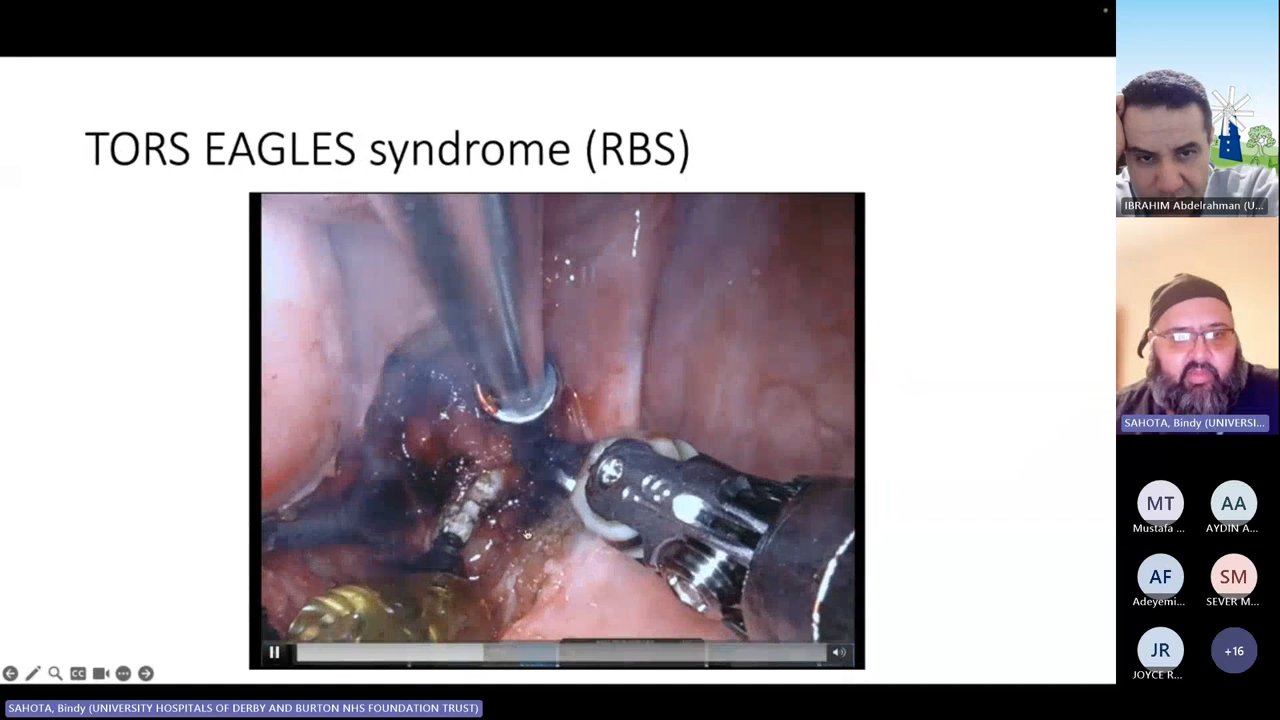 TORS EAGLES syndrome (RBS)
IBRAHIM Abdelrahman (U...
SAHOTA, Bindy (UNIVERSI...
MT
AA
Mustafa ...
AYDIN A...
AF
SM
Adeyemi...
SEVER M...
JR
+16
JOYCE R...
CC
SAHOTA, Bindy (UNIVERSITY HOSPITALS OF DERBY AND BURTON NHS FOUNDATION TRUST)